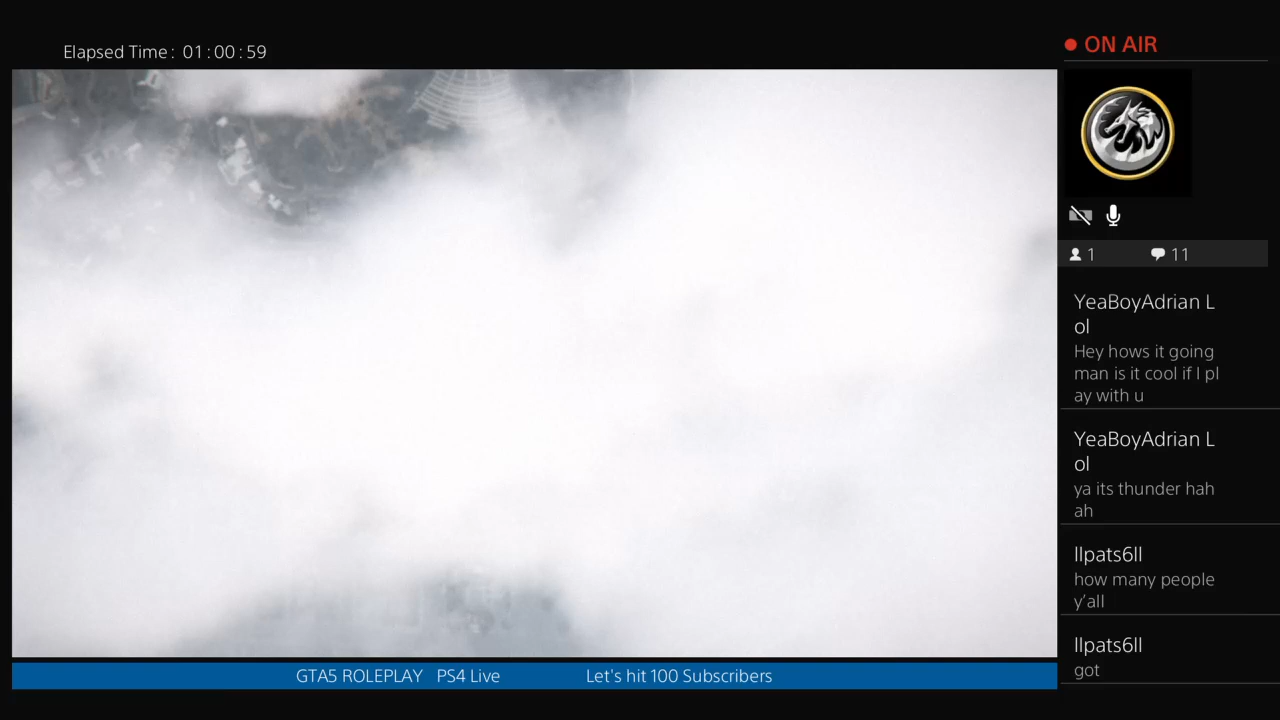 Elapsed Time: 01:00:59
ON AIR
1 11
YeaBoyAdrian L
ol
Hey hows it going
man is it cool if I pl
ay with u
YeaBoyAdrian L
ol
ya its thunder hah
ah
llpats6ll
how many people
y'all
llpats6ll
got
GTA5 ROLEPLAY PS4 Live Let's hit 100 Subscribers